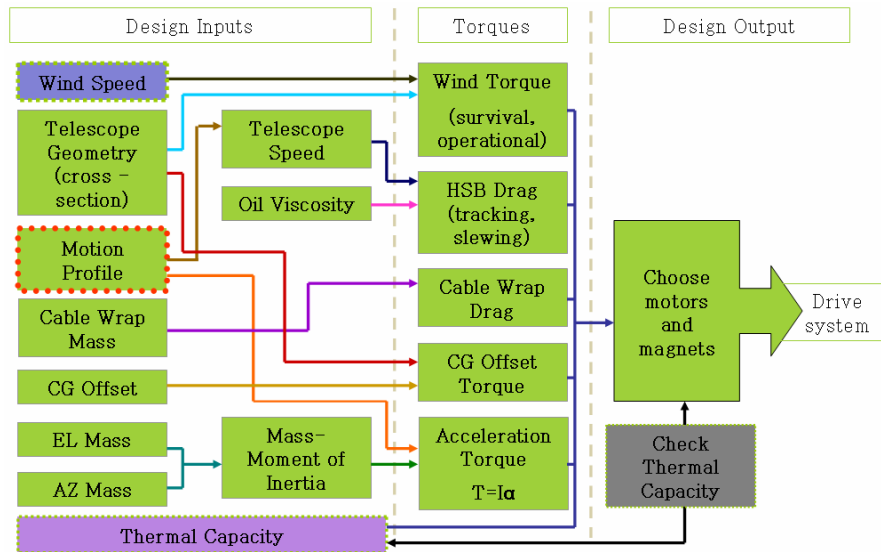 Design Inputs
Torques
Design Output
Wind Speed
Telescope
Geometry
(cross -
section)
Motion
Profile
Cable Wrap
Mass
CG Offset
EL Mass
AZ Mass
Thermal Capacity
Telescope
Speed
Oil Viscosity
Mass-
Moment of
Inertia
Wind Torque
(survival,
operational)
HSB Drag
(tracking,
slewing)
Cable Wrap
Drag
CG Offset
Torque
Acceleration
Torque
T=Iα
Choose
motors
and
magnets
Drive
system
Check
Thermal
Capacity